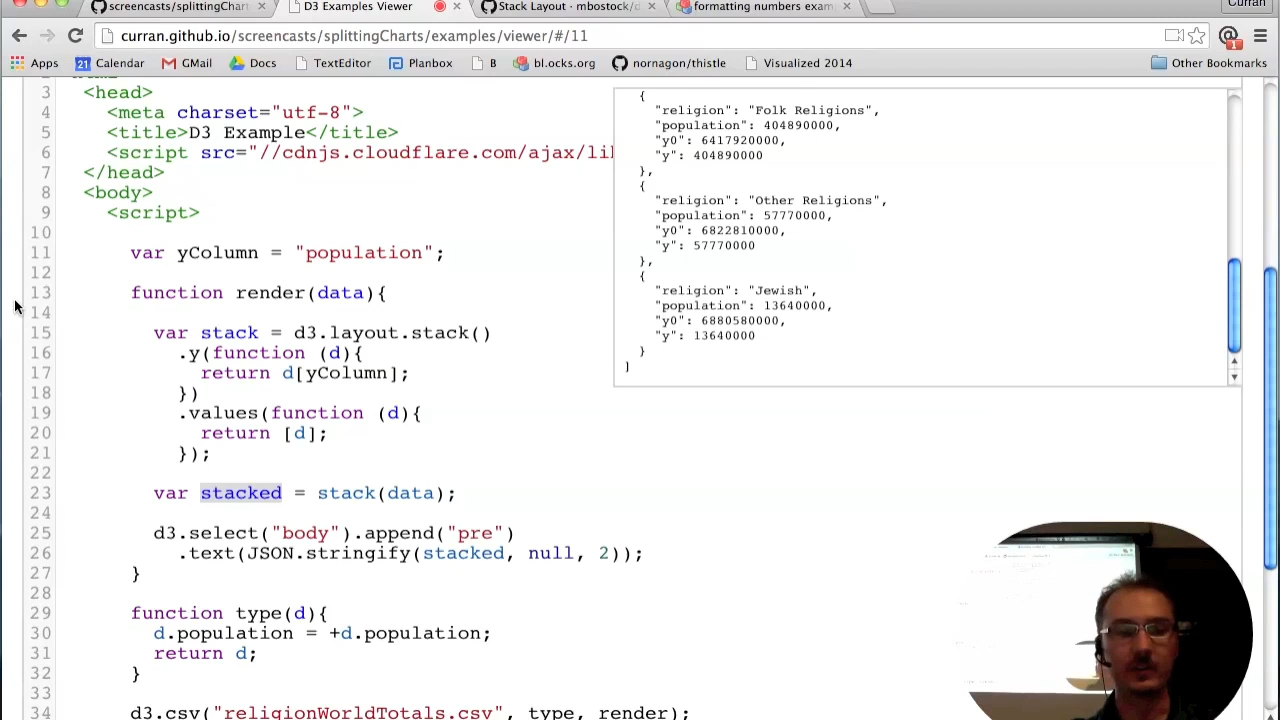 screencasts/splittingChart
D3 Examples Viewer
Stack Layout · mbostock/d
formatting numbers exam
Curran
curran.github.io/screencasts/splittingCharts/examples/viewer/#/11
Apps
21 Calendar
GMail
Docs
TextEditor
Planbox
B
bl.ocks.org
nornagon/thistle
Visualized 2014
Other Bookmarks
3 <head>
4 <meta charset="utf-8">
5 <title>D3 Example</title>
6 <script src="//cdnjs.cloudflare.com/ajax/li
7 </head>
8 <body>
9 <script>
10
11 var yColumn = "population";
12
13 function render(data){
14
15 var stack = d3.layout.stack()
16 .y(function (d){
17 return d[yColumn];
18 })
19 .values(function (d){
20 return [d];
21 });
22
23 var stacked = stack(data);
24
25 d3.select("body").append("pre")
26 .text(JSON.stringify(stacked, null, 2));
27 }
28
29 function type(d){
30 d.population = +d.population;
31 return d;
32 }
33
34 d3.csv("religionWorldTotals.csv", type, render);
{
"religion": "Folk Religions",
"population": 404890000,
"y0": 6417920000,
"y": 404890000
},
{
"religion": "Other Religions",
"population": 57770000,
"y0": 6822810000,
"y": 57770000
},
{
"religion": "Jewish",
"population": 13640000,
"y0": 6880580000,
"y": 13640000
}
]